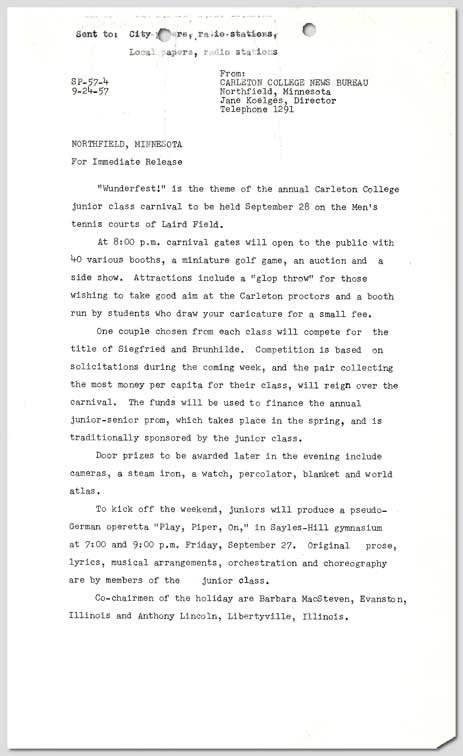 Sent to: City papers, radio stations,
Local papers, radio stations
From:
SP-57-4 CARLETON COLLEGE NEWS BUREAU
9-24-57 Northfield, Minnesota
Jane Koelges, Director
Telephone 1291
NORTHFIELD, MINNESOTA
For Immediate Release
"Wunderfest!" is the theme of the annual Carleton College
junior class carnival to be held September 28 on the Men's
tennis courts of Laird Field.
At 8:00 p.m. carnival gates will open to the public with
40 various booths, a miniature golf game, an auction and a
side show. Attractions include a "glop throw" for those
wishing to take good aim at the Carleton proctors and a booth
run by students who draw your caricature for a small fee.
One couple chosen from each class will compete for the
title of Siegfried and Brunhilde. Competition is based on
solicitations during the coming week, and the pair collecting
the most money per capita for their class, will reign over the
carnival. The funds will be used to finance the annual
junior-senior prom, which takes place in the spring, and is
traditionally sponsored by the junior class.
Door prizes to be awarded later in the evening include
cameras, a steam iron, a watch, percolator, blanket and world
atlas.
To kick off the weekend, juniors will produce a pseudo-
German operetta "Play, Piper, On," in Sayles-Hill gymnasium
at 7:00 and 9:00 p.m. Friday, September 27. Original prose,
lyrics, musical arrangements, orchestration and choreography
are by members of the junior class.
Co-chairmen of the holiday are Barbara MacSteven, Evanston,
Illinois and Anthony Lincoln, Libertyville, Illinois.